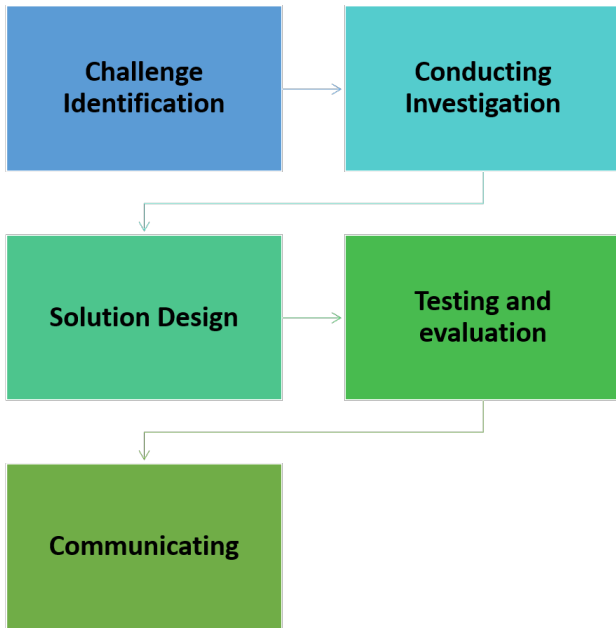 Challenge
Identification
Conducting
Investigation
Solution Design
Testing and
evaluation
Communicating